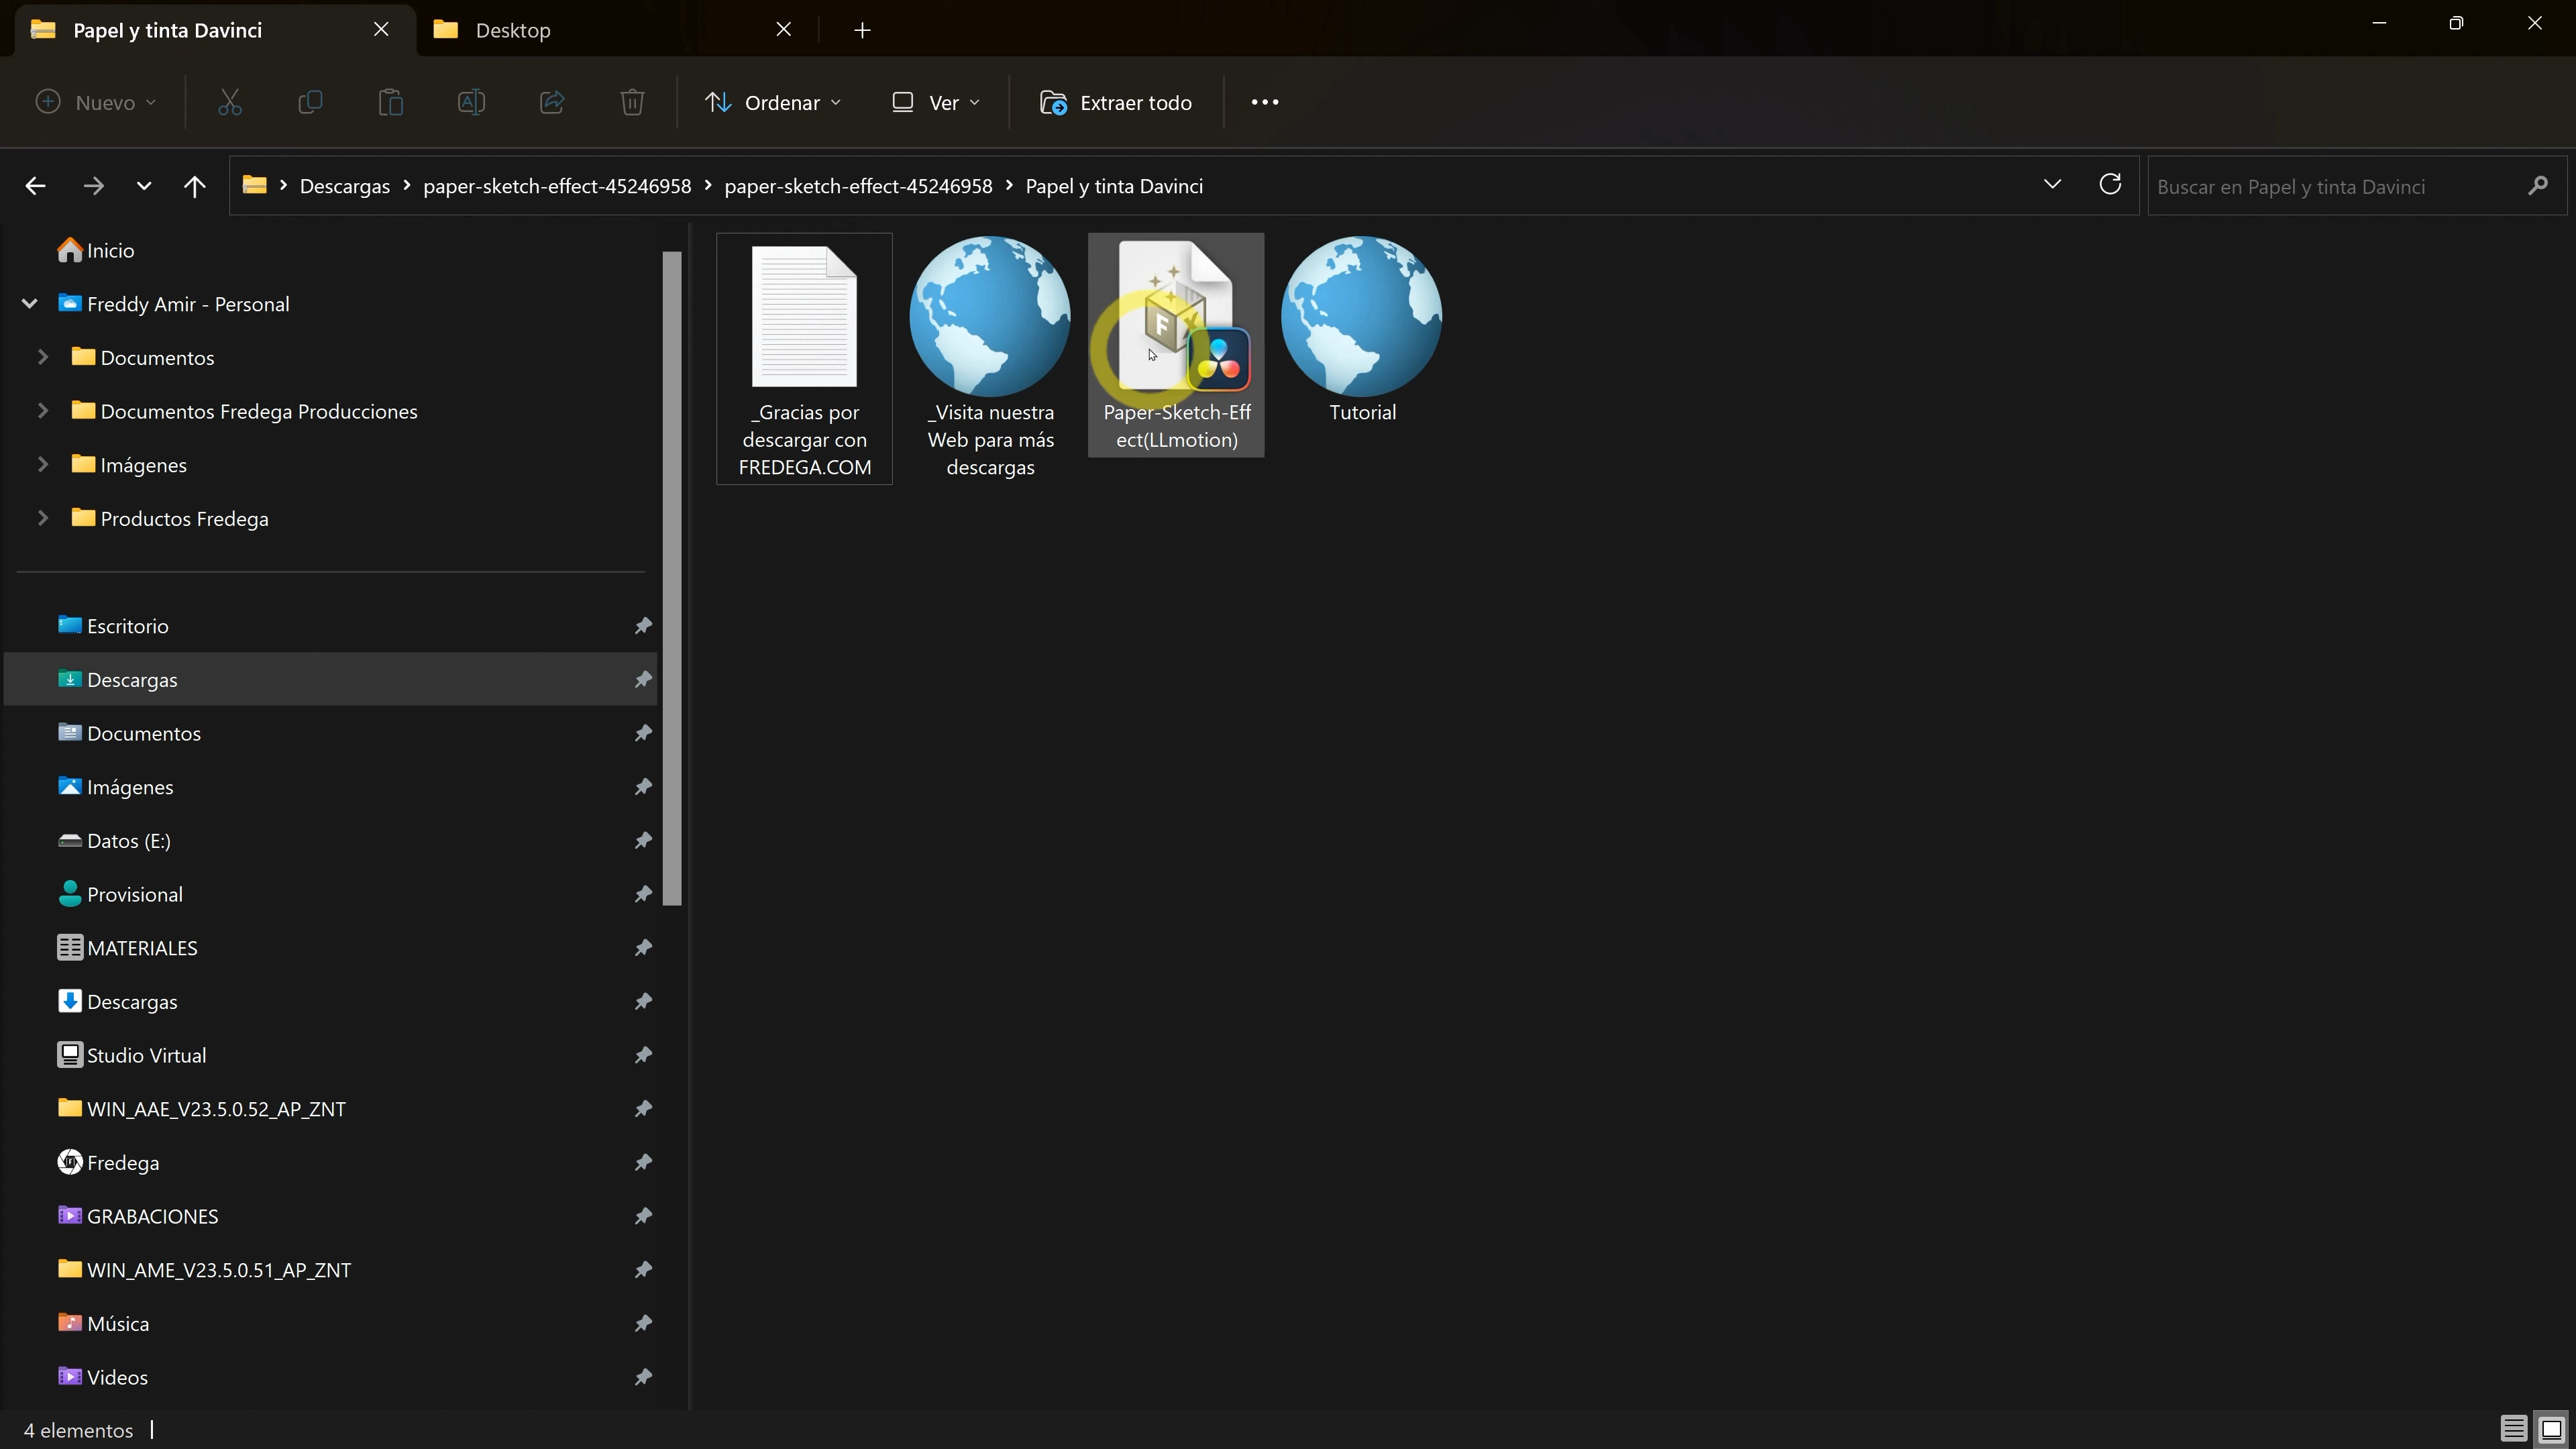 Papel y tinta Davinci
Desktop
Nuevo
Ordenar
Ver
Extraer todo
Descargas
paper-sketch-effect-45246958
paper-sketch-effect-45246958
Papel y tinta Davinci
Buscar en Papel y tinta Davinci
Inicio
Freddy Amir - Personal
Documentos
Documentos Fredega Producciones
Imágenes
Productos Fredega
Escritorio
Descargas
Documentos
Imágenes
Datos (E:)
Provisional
MATERIALES
Descargas
Studio Virtual
WIN_AAE_V23.5.0.52_AP_ZNT
Fredega
GRABACIONES
WIN_AME_V23.5.0.51_AP_ZNT
Música
Videos
_Gracias por
descargar con
FREDEGA.COM
_Visita nuestra
Web para más
descargas
F
Paper-Sketch-Eff
ect(LLmotion)
Tutorial
4 elementos